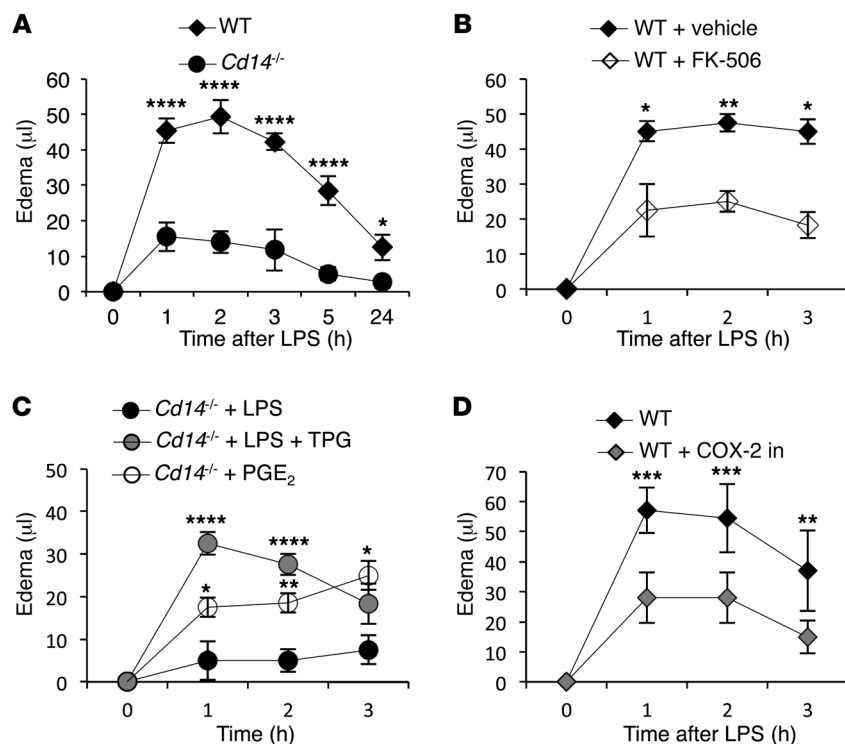 A
WT
Cd14-/-
Edema (µl)
60
50
40
30
20
10
0
****
****
****
****
*
0 1 2 3 5 24
Time after LPS (h)
B
WT + vehicle
WT + FK-506
Edema (µl)
60
50
40
30
20
10
0
*
**
*
0 1 2 3
Time after LPS (h)
C
Cd14-/- + LPS
Cd14-/- + LPS + TPG
Cd14-/- + PGE2
Edema (µl)
50
40
30
20
10
0
****
****
*
*
**
0 1 2 3
Time (h)
D
WT
WT + COX-2 in
Edema (µl)
70
60
50
40
30
20
10
0
***
***
**
0 1 2 3
Time after LPS (h)